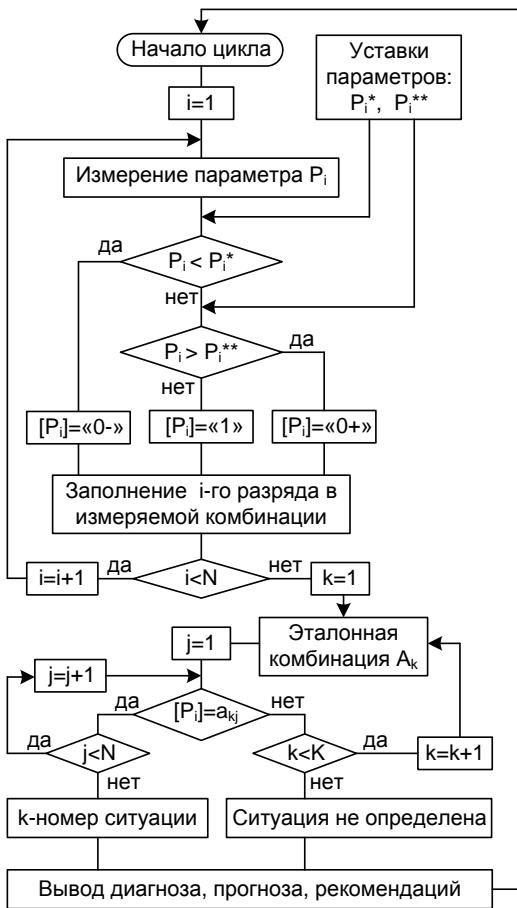 Начало цикла
Уставки
параметров:
Pi*, Pi**
i=1
Измерение параметра Pi
да
Pi < Pi*
нет
Pi > Pi**
да
нет
[Pi]=«0-»
[Pi]=«1»
[Pi]=«0+»
Заполнение i-го разряда в
измеряемой комбинации
i=i+1
да
i<N
нет
k=1
j=1
Эталонная
комбинация Ak
j=j+1
да
[Pi]=akj
нет
да
j<N
k<K
да
k=k+1
нет
нет
k-номер ситуации
Ситуация не определена
Вывод диагноза, прогноза, рекомендаций